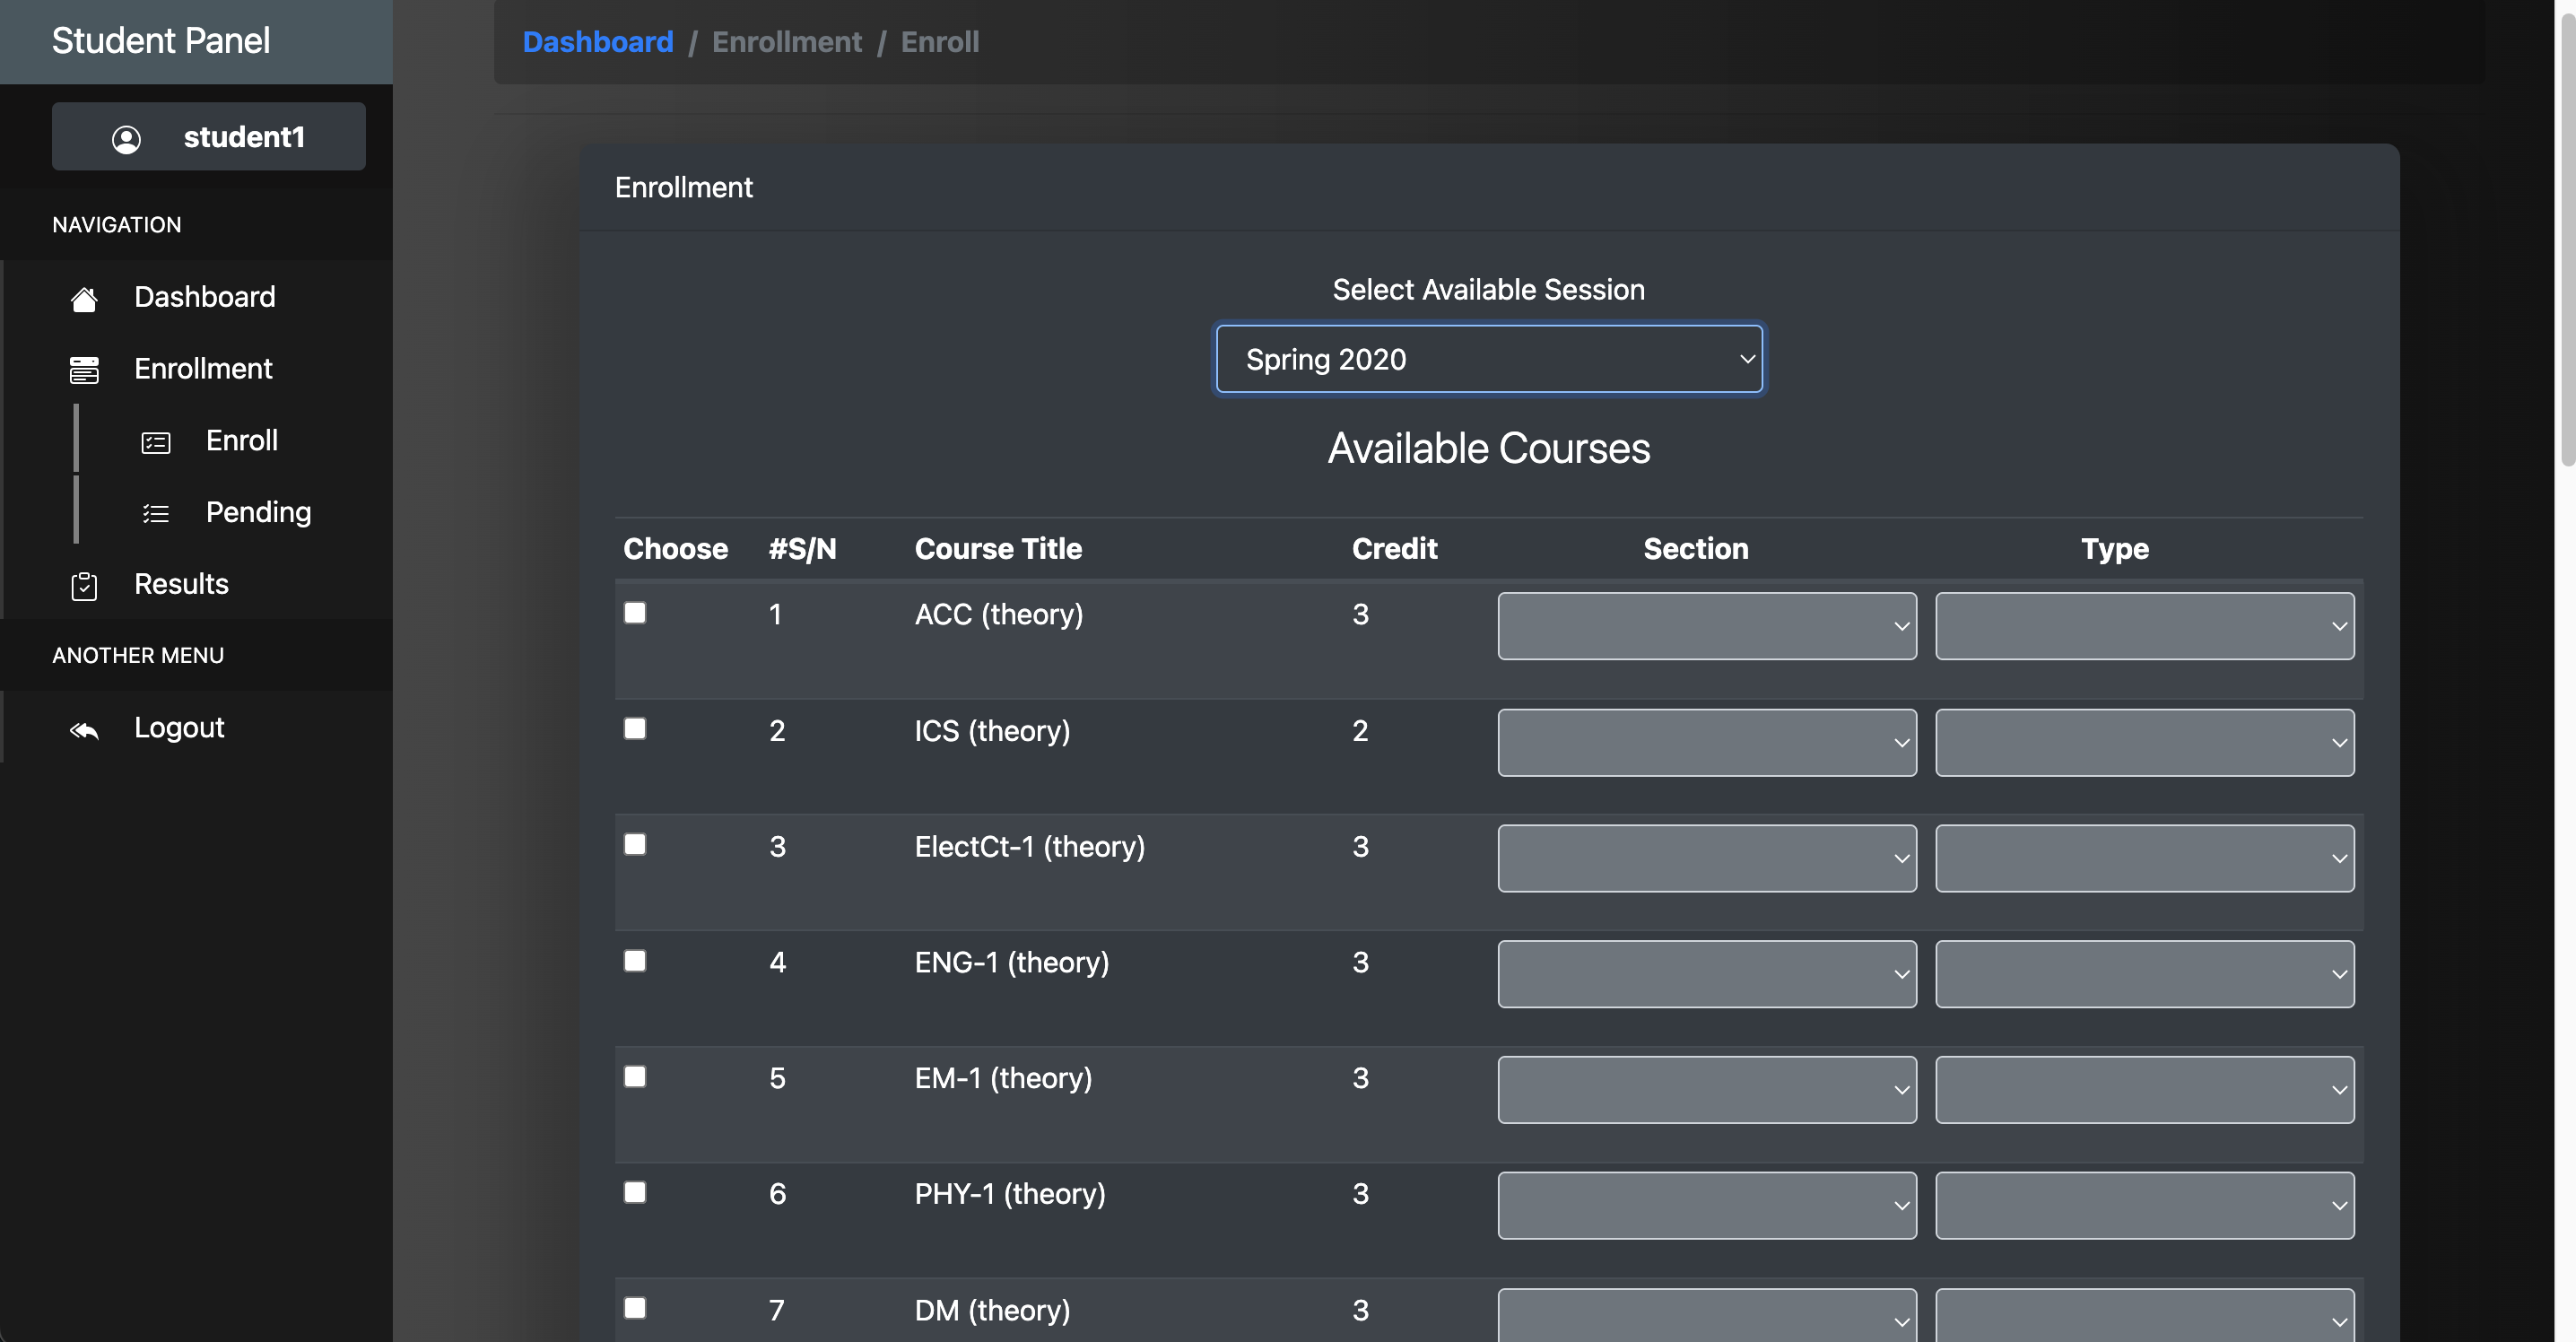 Student Panel
student1
NAVIGATION
Dashboard
Enrollment
Enroll
Pending
Results
ANOTHER MENU
Logout
Dashboard / Enrollment / Enroll
Enrollment
Select Available Session
Spring 2020
Available Courses
Choose #S/N Course Title Credit Section Type
1 ACC (theory) 3
2 ICS (theory) 2
3 ElectCt-1 (theory) 3
4 ENG-1 (theory) 3
5 EM-1 (theory) 3
6 PHY-1 (theory) 3
7 DM (theory) 3